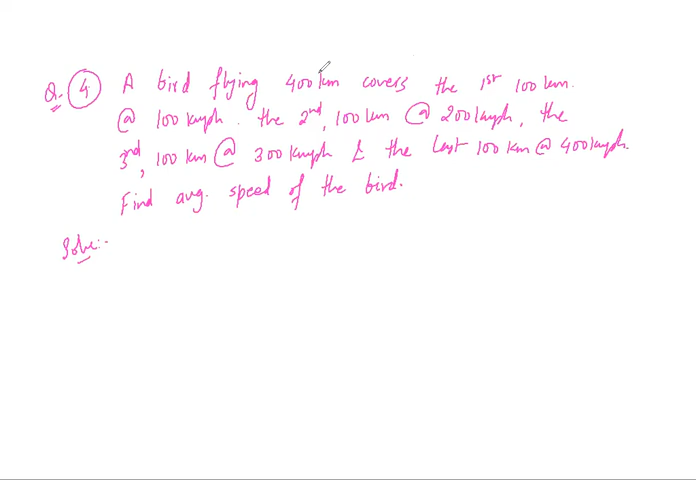 Q. 4 A bird flying 400 km covers the 1st 100 km.
@ 100 kmph. the 2nd, 100 km @ 200 kmph, the
3rd, 100 km @ 300 kmph & the last 100 km @ 400 kmph.
Find avg. speed of the bird.
Soln:-